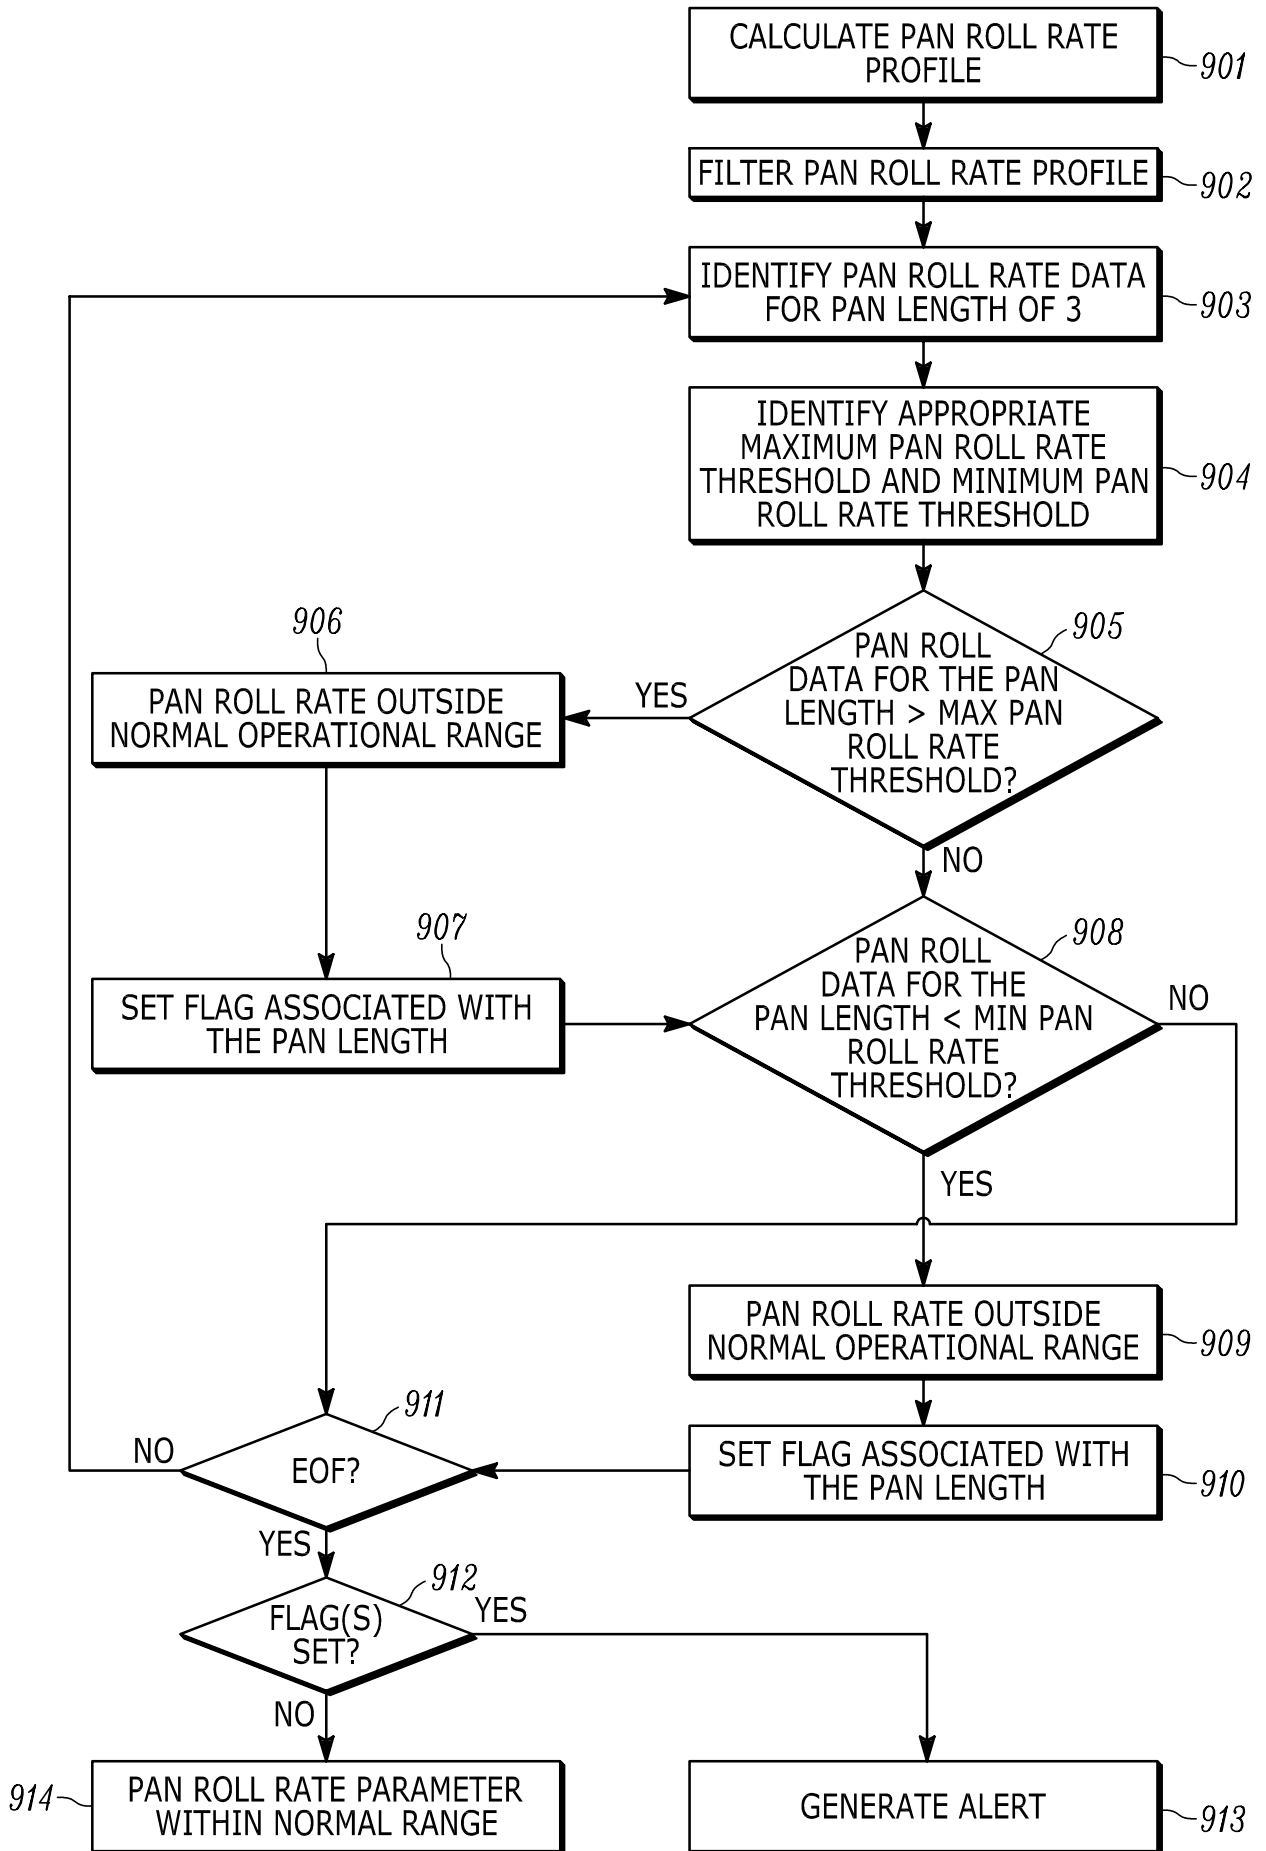 CALCULATE PAN ROLL RATE
PROFILE
901
FILTER PAN ROLL RATE PROFILE
902
IDENTIFY PAN ROLL RATE DATA
FOR PAN LENGTH OF 3
903
IDENTIFY APPROPRIATE
MAXIMUM PAN ROLL RATE
THRESHOLD AND MINIMUM PAN
ROLL RATE THRESHOLD
904
PAN ROLL
DATA FOR THE PAN
LENGTH > MAX PAN
ROLL RATE
THRESHOLD?
905
YES
906
PAN ROLL RATE OUTSIDE
NORMAL OPERATIONAL RANGE
NO
907
SET FLAG ASSOCIATED WITH
THE PAN LENGTH
PAN ROLL
DATA FOR THE
PAN LENGTH < MIN PAN
ROLL RATE
THRESHOLD?
908
NO
YES
PAN ROLL RATE OUTSIDE
NORMAL OPERATIONAL RANGE
909
SET FLAG ASSOCIATED WITH
THE PAN LENGTH
910
911
EOF?
NO
YES
912
FLAG(S)
SET?
YES
NO
914
PAN ROLL RATE PARAMETER
WITHIN NORMAL RANGE
GENERATE ALERT
913